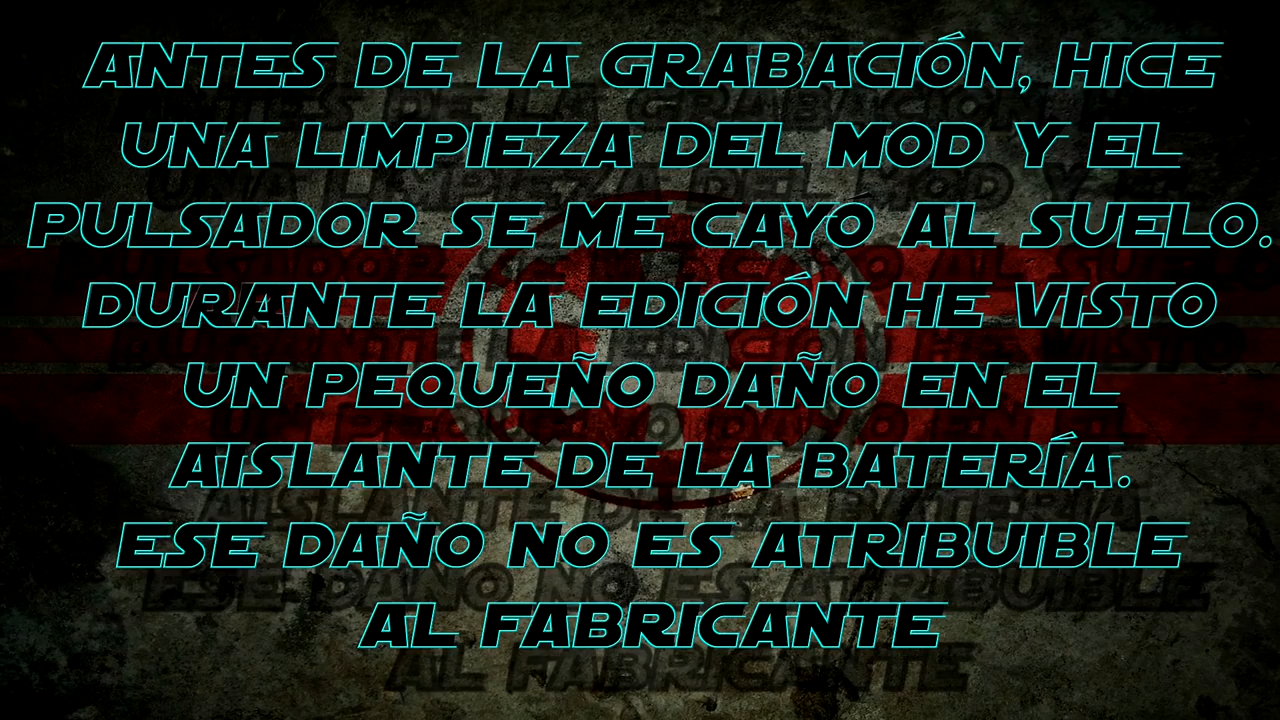 ANTES DE LA GRABACIÓN, HICE
UNA LIMPIEZA DEL MOD Y EL
PULSADOR SE ME CAYÓ AL SUELO.
DURANTE LA EDICIÓN HE VISTO
UN PEQUEÑO DAÑO EN EL
AISLANTE DE LA BATERÍA.
ESE DAÑO NO ES ATRIBUIBLE
AL FABRICANTE